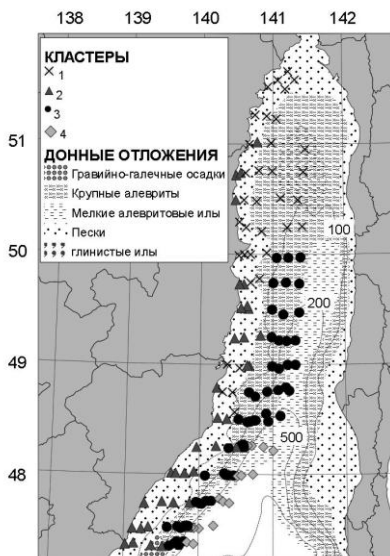 138 139 140 141 142
КЛАСТЕРЫ
1
2
3
4
ДОННЫЕ ОТЛОЖЕНИЯ
Гравийно-галечные осадки
Крупные алевриты
Мелкие алевритовые илы
Пески
глинистые илы
51
100
50
200
49
500
48